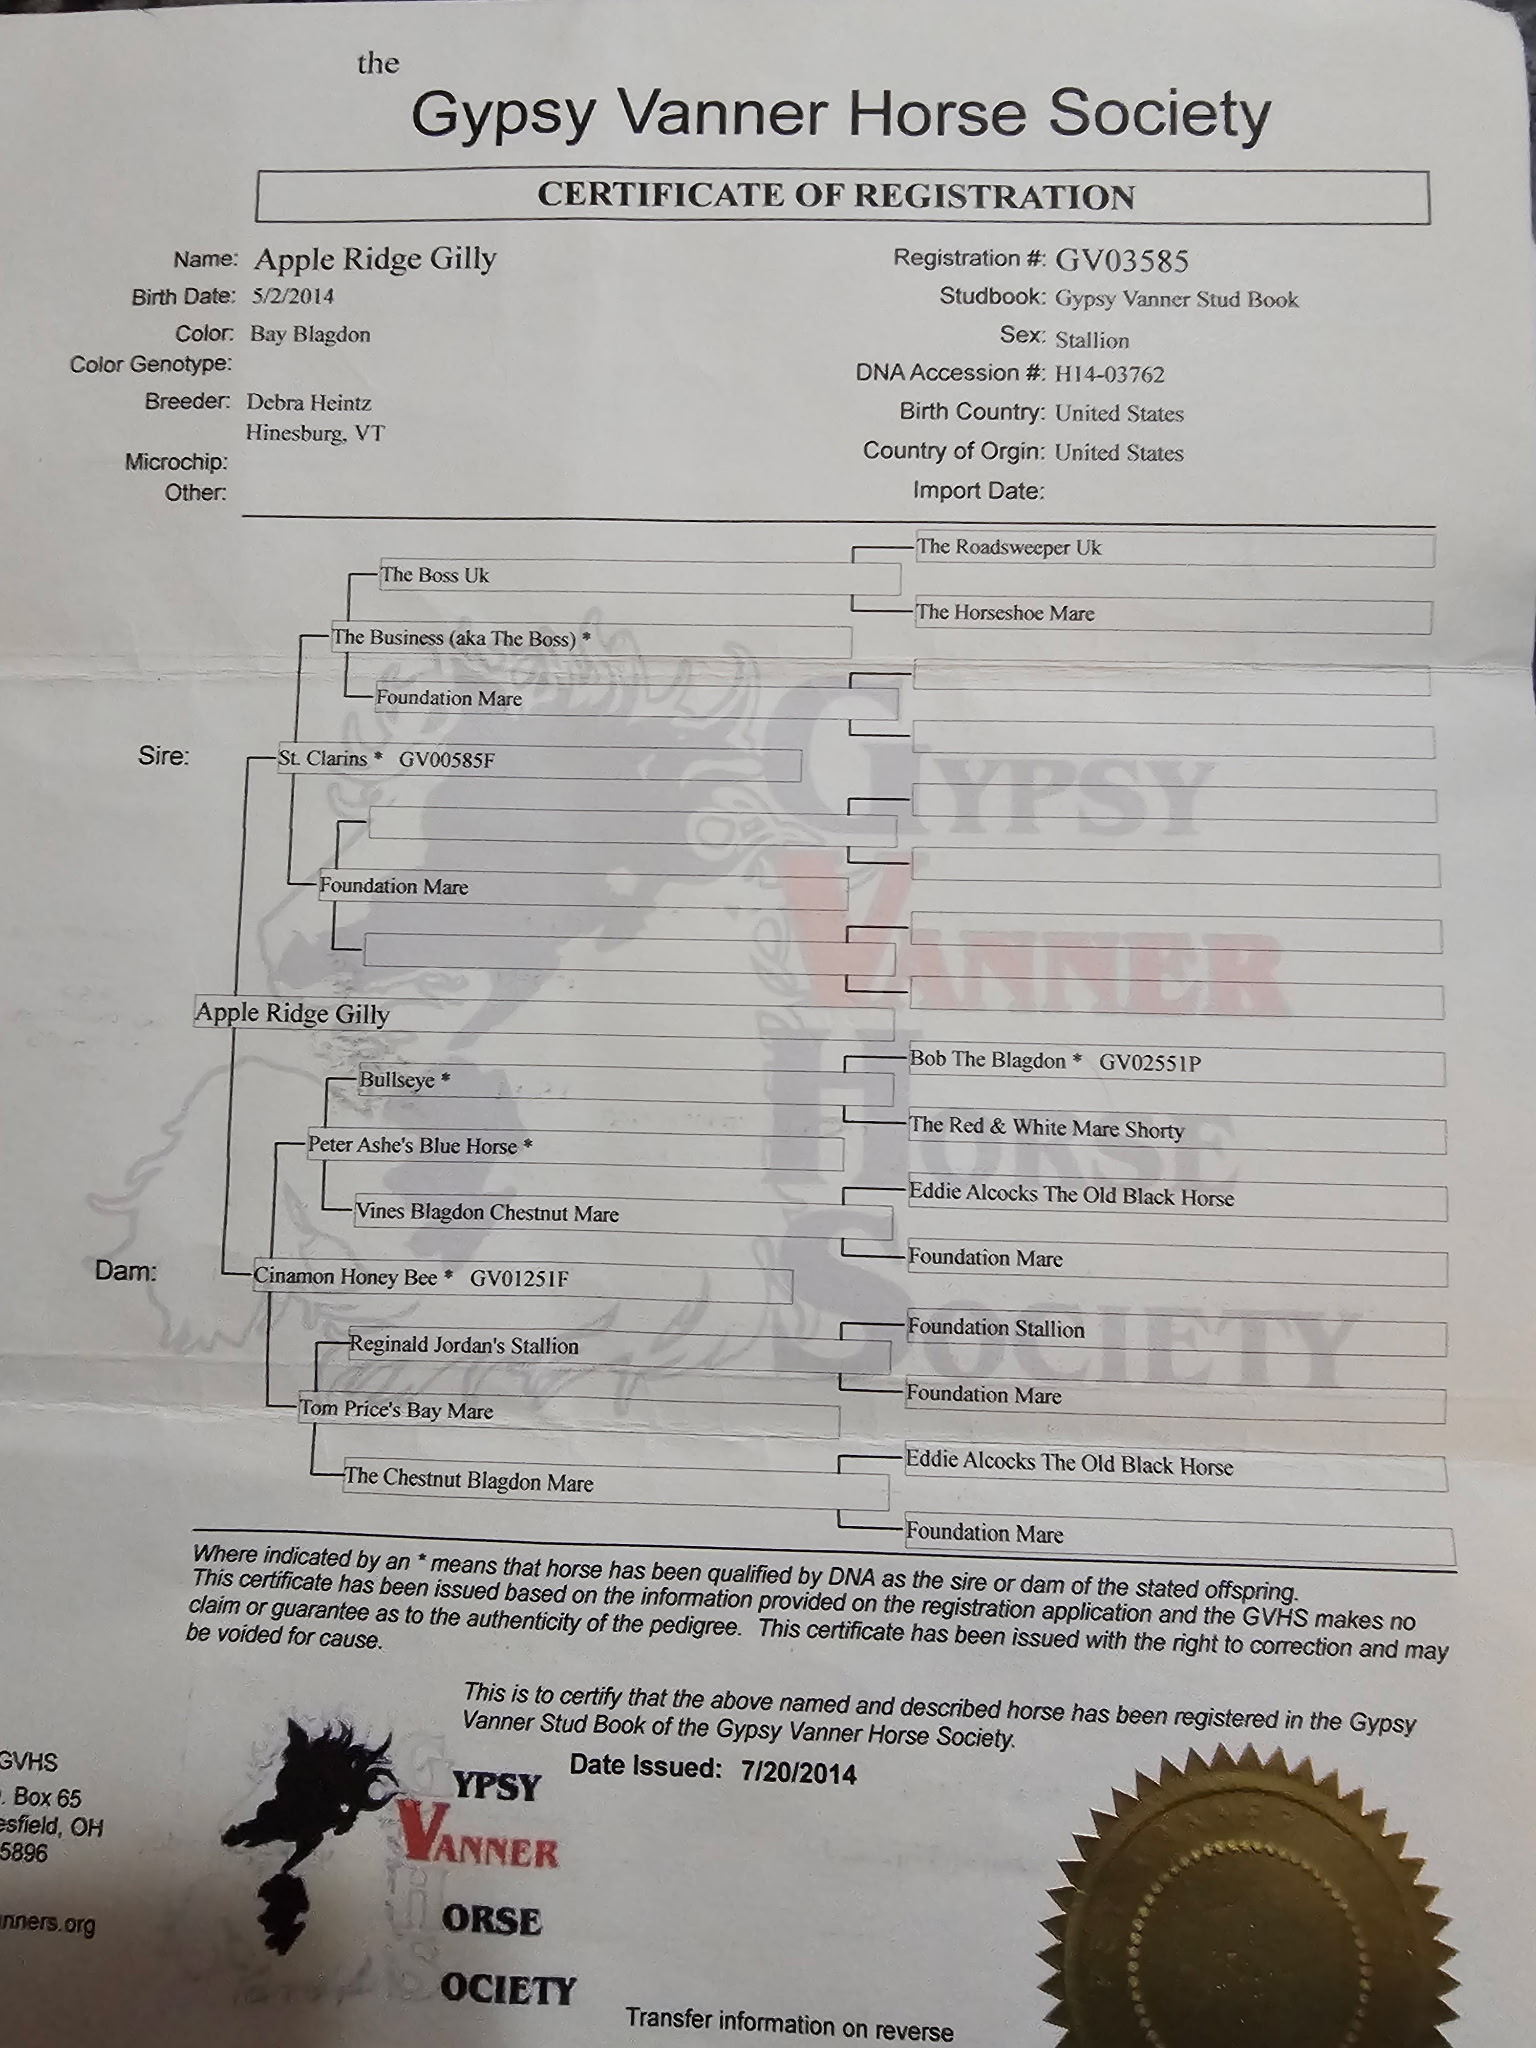 the
Gypsy Vanner Horse Society
CERTIFICATE OF REGISTRATION
Name: Apple Ridge Gilly
Birth Date: 5/2/2014
Color: Bay Blagdon
Color Genotype:
Breeder: Debra Heintz
Hinesburg, VT
Microchip:
Other:
Registration #: GV03585
Studbook: Gypsy Vanner Stud Book
Sex: Stallion
DNA Accession #: H14-03762
Birth Country: United States
Country of Orgin: United States
Import Date:
The Roadsweeper Uk
The Boss Uk
The Horseshoe Mare
The Business (aka The Boss) *
Foundation Mare
Sire: St. Clarins * GV00585F
Foundation Mare
Apple Ridge Gilly
Bob The Blagdon * GV02551P
Bullseye *
The Red & White Mare Shorty
Peter Ashe's Blue Horse *
Eddie Alcocks The Old Black Horse
Vines Blagdon Chestnut Mare
Foundation Mare
Dam: Cinamon Honey Bee * GV01251F
Foundation Stallion
Reginald Jordan's Stallion
Foundation Mare
Tom Price's Bay Mare
Eddie Alcocks The Old Black Horse
The Chestnut Blagdon Mare
Foundation Mare
GYPSY
VANNER
HORSE
SOCIETY
Where indicated by an * means that horse has been qualified by DNA as the sire or dam of the stated offspring.
This certificate has been issued based on the information provided on the registration application and the GVHS makes no
claim or guarantee as to the authenticity of the pedigree. This certificate has been issued with the right to correction and may
be voided for cause.
This is to certify that the above named and described horse has been registered in the Gypsy
Vanner Stud Book of the Gypsy Vanner Horse Society.
Date Issued: 7/20/2014
GVHS
. Box 65
esfield, OH
5896
nners.org
GYPSY
VANNER
HORSE
SOCIETY
Transfer information on reverse